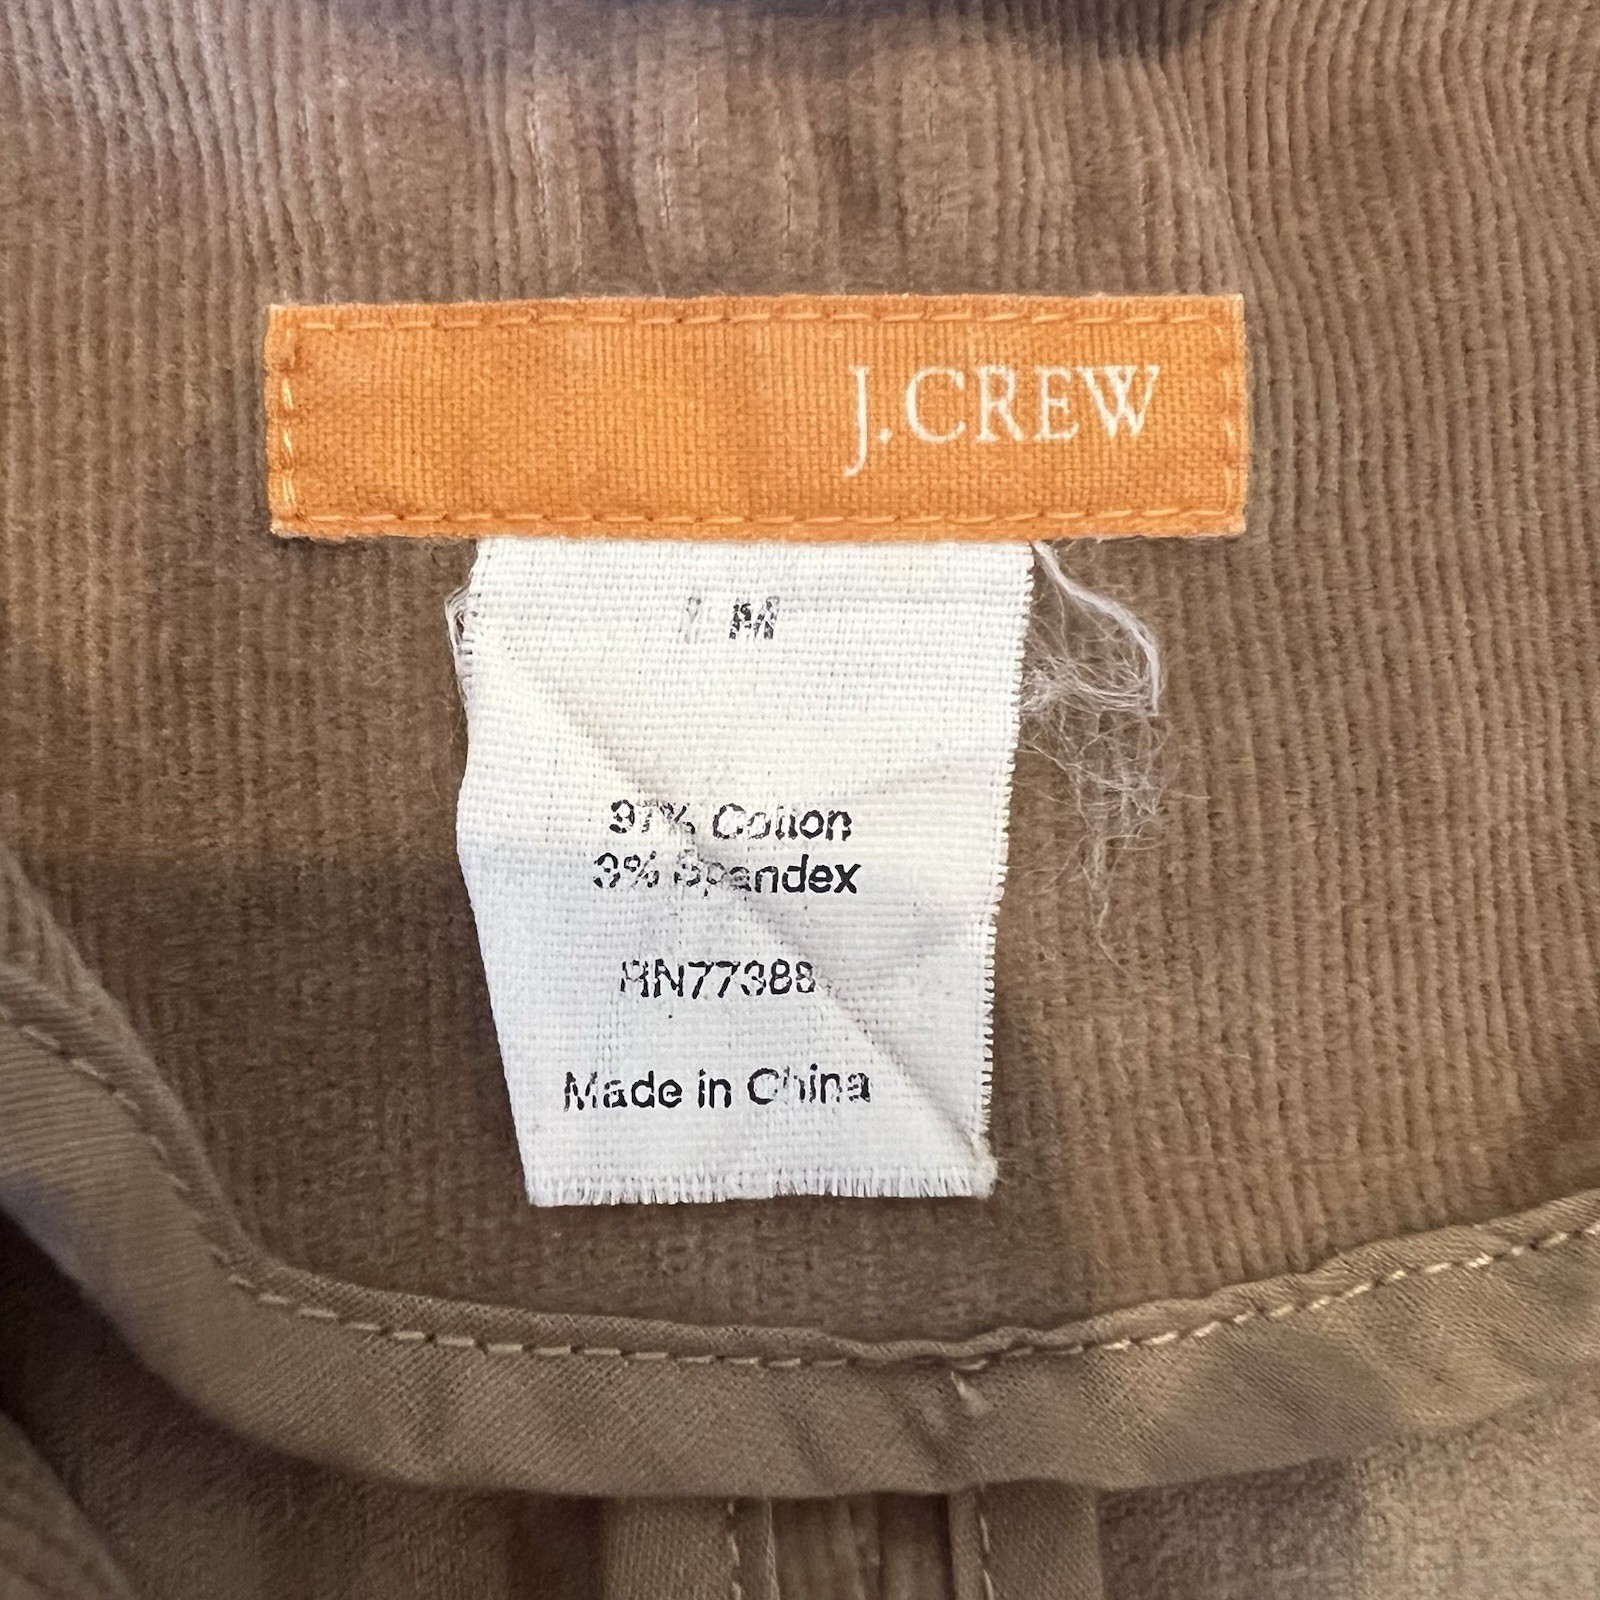 J.CREW
M
97% Cotton
3% Spandex
RN77388
Made in China